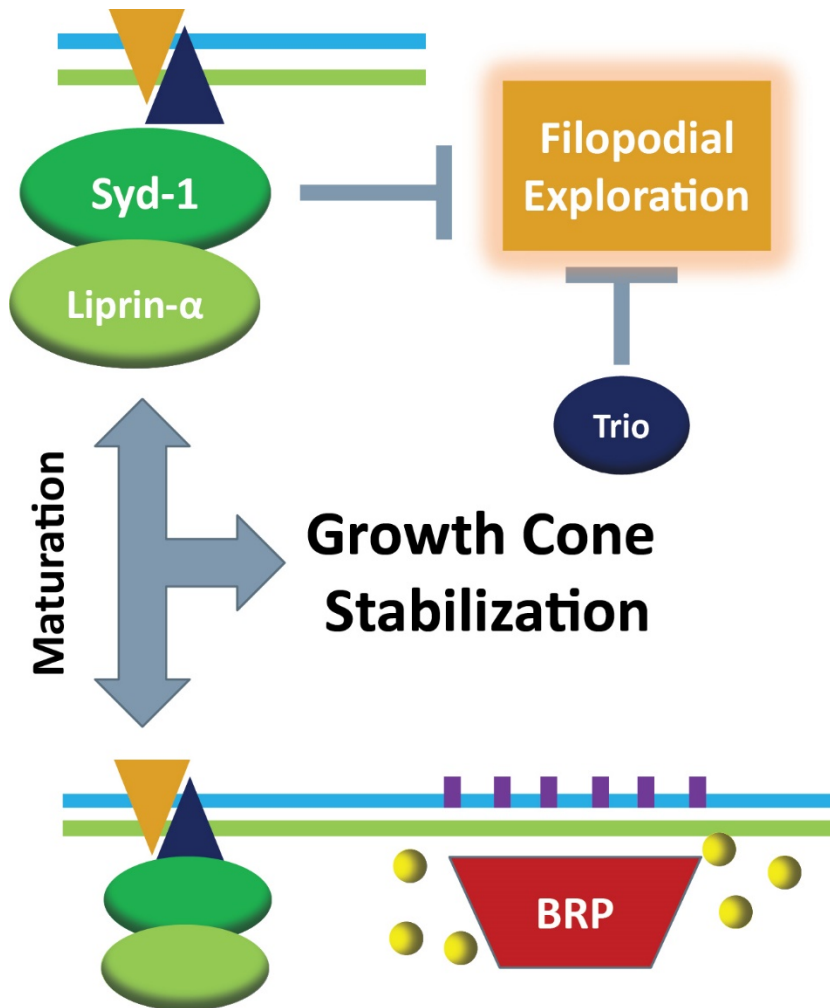 Syd-1
Liprin-α
Filopodial
Exploration
Trio
Maturation
Growth Cone
Stabilization
BRP